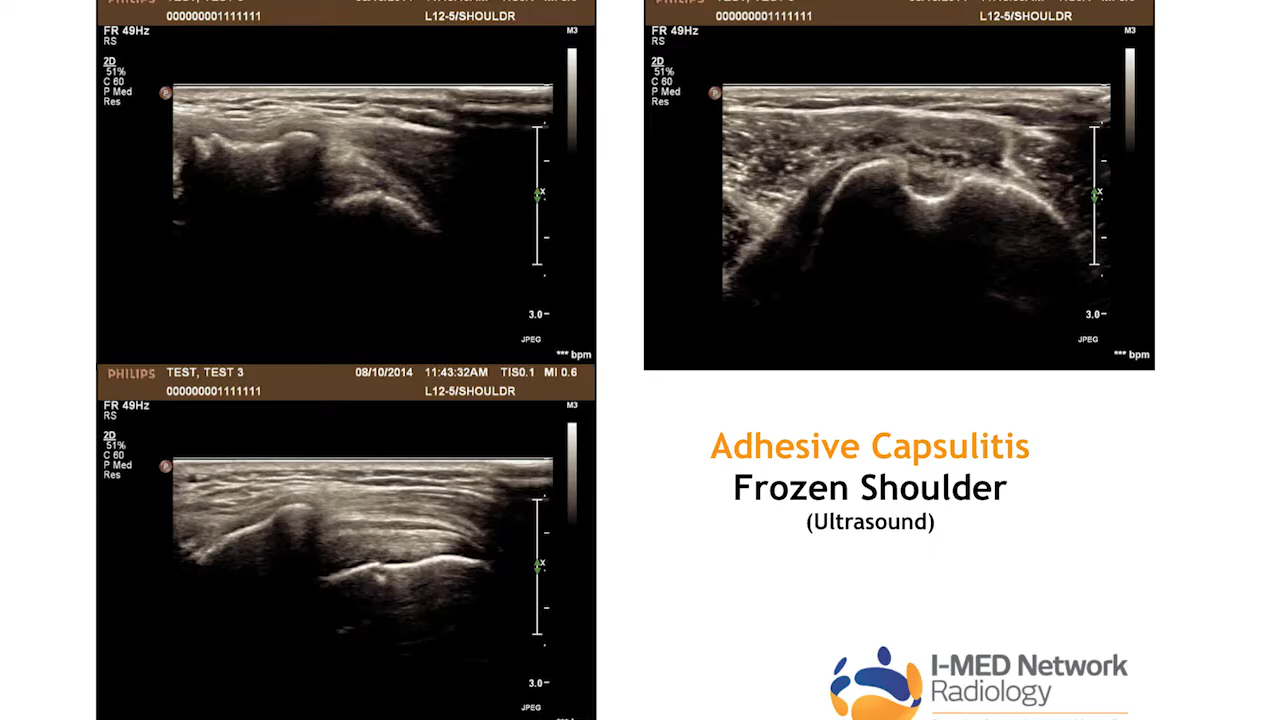 000000001111111 L12-5/SHOULDR
FR 49Hz
RS
M3
2D
51%
C 60
P Med
Res
P
X
3.0
JPEG
*** bpm
PHILIPS TEST, TEST 3 08/10/2014 11:43:32AM TIS0.1 MI 0.6
000000001111111 L12-5/SHOULDR
FR 49Hz
RS
M3
2D
51%
C 60
P Med
Res
P
X
3.0
JPEG
000000001111111 L12-5/SHOULDR
FR 49Hz
RS
M3
2D
51%
C 60
P Med
Res
P
X
3.0
JPEG
*** bpm
Adhesive Capsulitis
Frozen Shoulder
(Ultrasound)
I-MED Network
Radiology